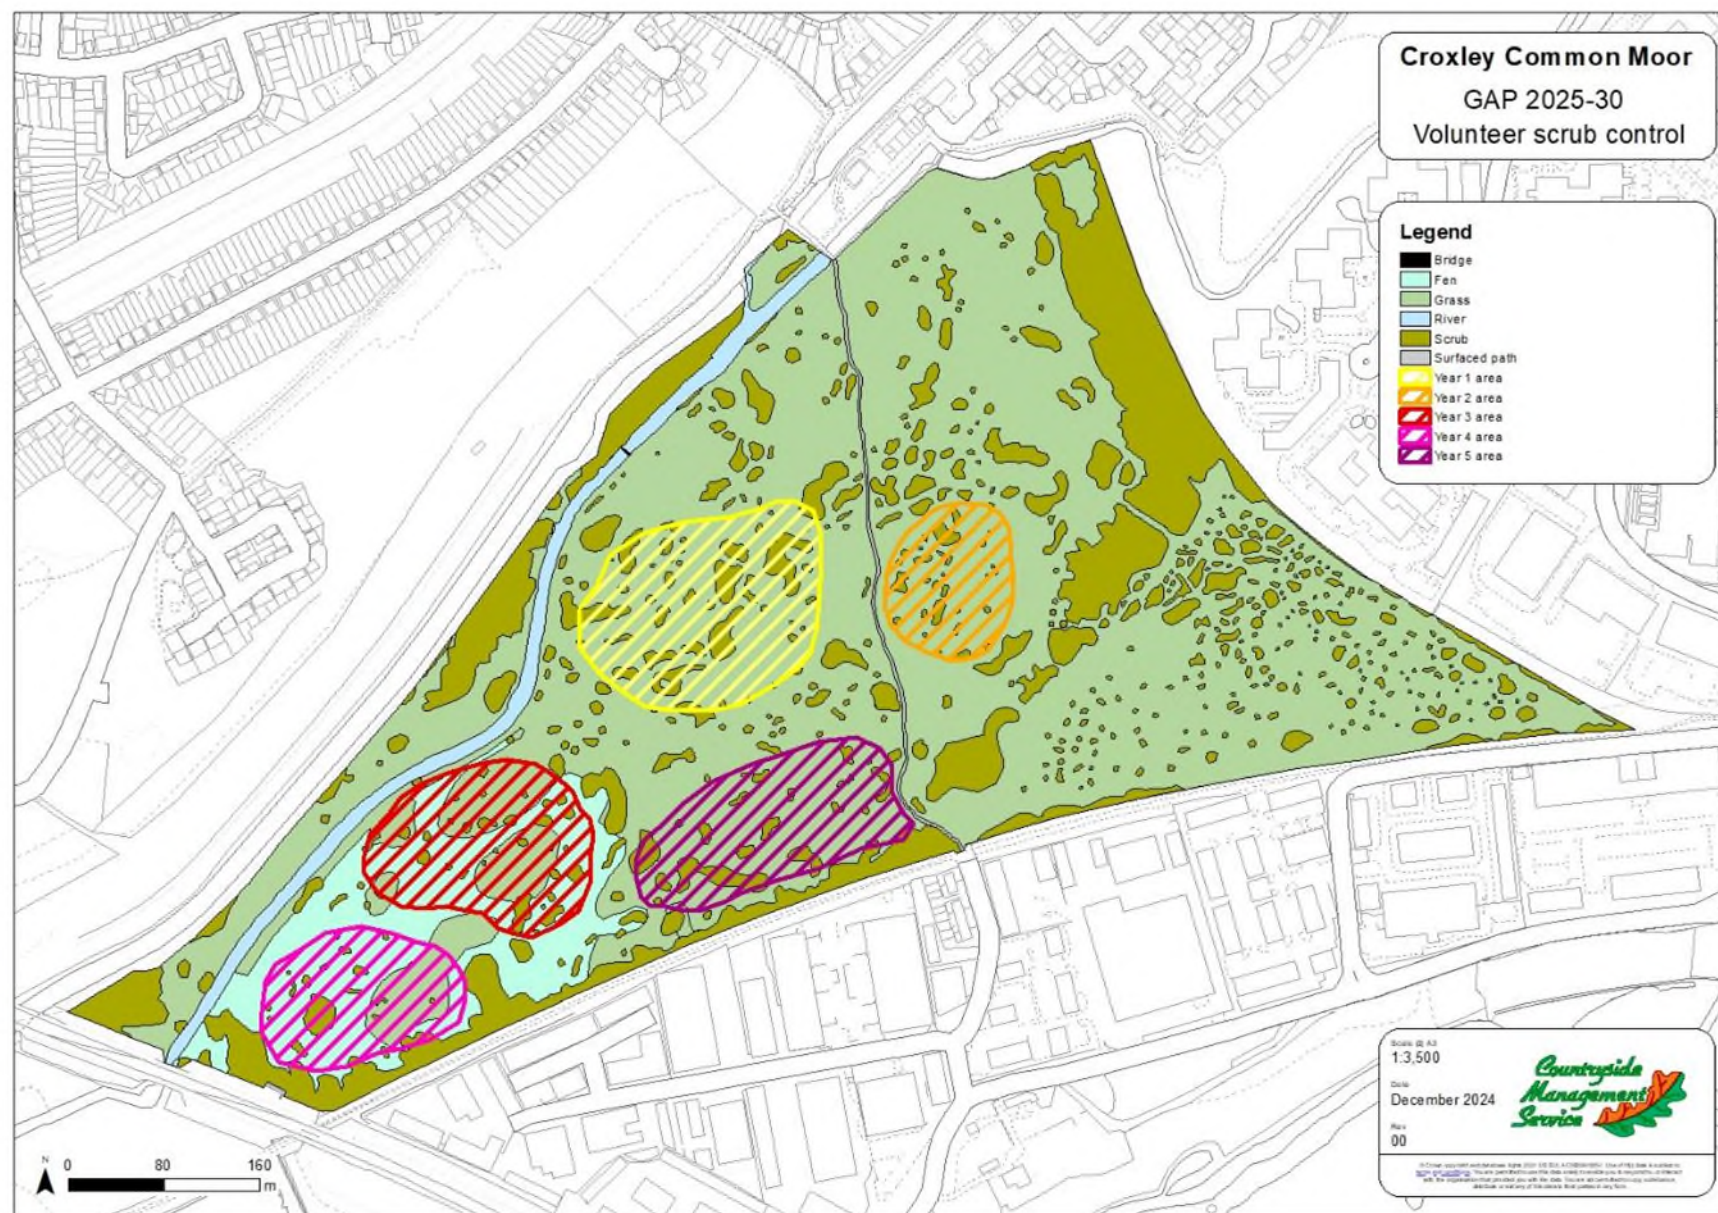 Croxley Common Moor
GAP 2025-30
Volunteer scrub control
Legend
Bridge
Fen
Grass
River
Scrub
Surfaced path
Year 1 area
Year 2 area
Year 3 area
Year 4 area
Year 5 area
Scale @ A3
1:3,500
Date
December 2024
Rev
00
Countryside
Management
Service
N
0 80 160
m